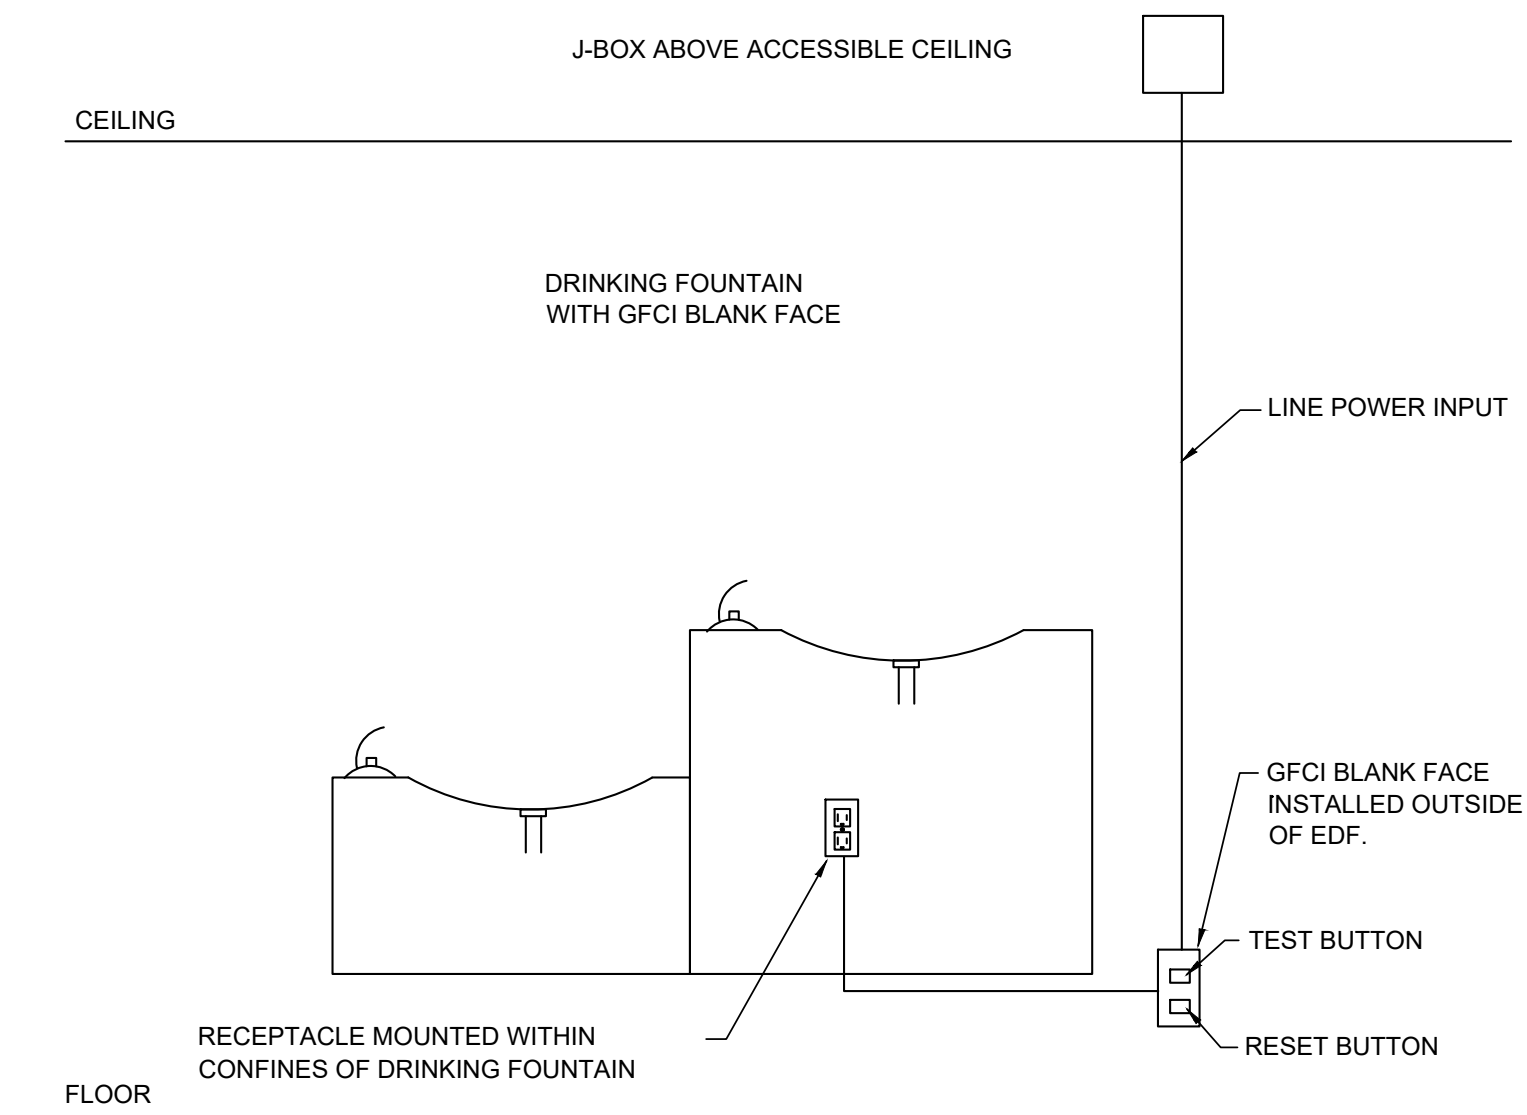 J-BOX ABOVE ACCESSIBLE CEILING
CEILING
DRINKING FOUNTAIN
WITH GFCI BLANK FACE
LINE POWER INPUT
GFCI BLANK FACE
INSTALLED OUTSIDE
OF EDF.
TEST BUTTON
RECEPTACLE MOUNTED WITHIN
CONFINES OF DRINKING FOUNTAIN
RESET BUTTON
FLOOR